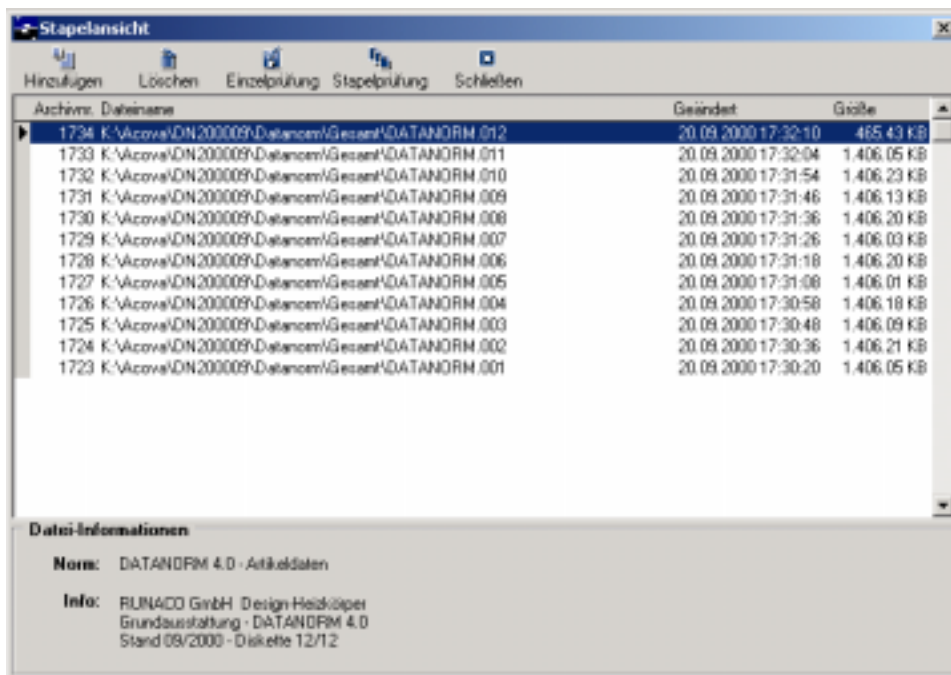 Stapelansicht
Hinzufügen Löschen Einzelprüfung Stapelprüfung Schließen
Archivnr. Dateiname Geändert Größe
1734 K:\Acova\DN200009\Datanorm\Gesamt\DATANORM.012 20.09.2000 17:32:10 465.43 KB
1733 K:\Acova\DN200009\Datanorm\Gesamt\DATANORM.011 20.09.2000 17:32:04 1.406.05 KB
1732 K:\Acova\DN200009\Datanorm\Gesamt\DATANORM.010 20.09.2000 17:31:54 1.406.23 KB
1731 K:\Acova\DN200009\Datanorm\Gesamt\DATANORM.009 20.09.2000 17:31:46 1.406.13 KB
1730 K:\Acova\DN200009\Datanorm\Gesamt\DATANORM.008 20.09.2000 17:31:36 1.406.20 KB
1729 K:\Acova\DN200009\Datanorm\Gesamt\DATANORM.007 20.09.2000 17:31:26 1.406.03 KB
1728 K:\Acova\DN200009\Datanorm\Gesamt\DATANORM.006 20.09.2000 17:31:18 1.406.20 KB
1727 K:\Acova\DN200009\Datanorm\Gesamt\DATANORM.005 20.09.2000 17:31:08 1.406.01 KB
1726 K:\Acova\DN200009\Datanorm\Gesamt\DATANORM.004 20.09.2000 17:30:58 1.406.18 KB
1725 K:\Acova\DN200009\Datanorm\Gesamt\DATANORM.003 20.09.2000 17:30:48 1.406.09 KB
1724 K:\Acova\DN200009\Datanorm\Gesamt\DATANORM.002 20.09.2000 17:30:36 1.406.21 KB
1723 K:\Acova\DN200009\Datanorm\Gesamt\DATANORM.001 20.09.2000 17:30:20 1.406.05 KB
Datei-Informationen
Norm: DATANORM 4.0 - Artikeldaten
Info: RUNACO GmbH Design-Heizkörper
Grundausstattung - DATANORM 4.0
Stand 09/2000 - Diskette 12/12